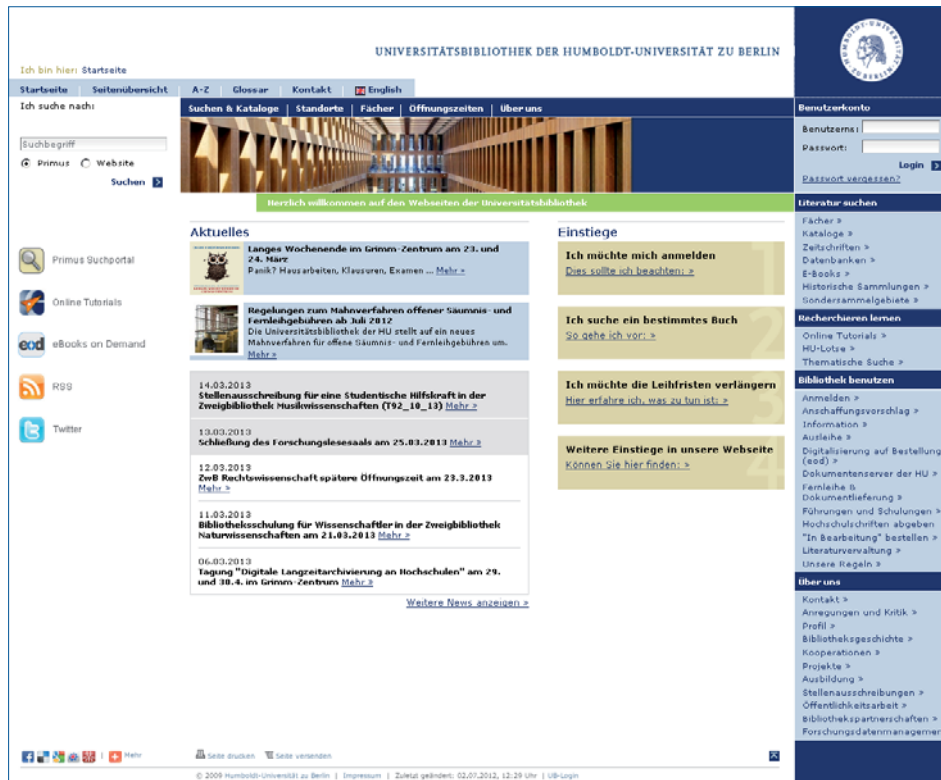 UNIVERSITÄTSBIBLIOTHEK DER HUMBOLDT-UNIVERSITÄT ZU BERLIN
Ich bin hier: Startseite
Startseite | Seitenübersicht | A-Z | Glossar | Kontakt | English
Ich suche nach:
Suchbegriff
Primus Website
Suchen
Primus Suchportal
Online Tutorials
eod eBooks on Demand
RSS
Twitter
Suchen & Kataloge | Standorte | Fächer | Öffnungszeiten | Über uns
Herzlich willkommen auf den Webseiten der Universitätsbibliothek
Aktuelles
Langes Wochenende im Grimm-Zentrum am 23. und
24. März
Panik? Hausarbeiten, Klausuren, Examen ... Mehr »
Regelungen zum Mahnverfahren offener Säumnis- und
Fernleihgebühren ab Juli 2012
Die Universitätsbibliothek der HU stellt auf ein neues
Mahnverfahren für offene Säumnis- und Fernleihgebühren um.
Mehr »
14.03.2013
Stellenausschreibung für eine Studentische Hilfskraft in der
Zweigbibliothek Musikwissenschaften (T92_10_13) Mehr »
13.03.2013
Schließung des Forschungslesesaals am 25.03.2013 Mehr »
12.03.2013
ZwB Rechtswissenschaft spätere Öffnungszeit am 23.3.2013
Mehr »
11.03.2013
Bibliotheksschulung für Wissenschaftler in der Zweigbibliothek
Naturwissenschaften am 21.03.2013 Mehr »
06.03.2013
Tagung "Digitale Langzeitarchivierung an Hochschulen" am 29.
und 30.4. im Grimm-Zentrum Mehr »
Weitere News anzeigen »
Einstiege
Ich möchte mich anmelden
Dies sollte ich beachten: »
1
Ich suche ein bestimmtes Buch
So gehe ich vor: »
2
Ich möchte die Leihfristen verlängern
Hier erfahre ich, was zu tun ist: »
3
Weitere Einstiege in unsere Webseite
Können Sie hier finden: »
4
Benutzerkonto
Benutzerna:
Passwort:
Login
Passwort vergessen?
Literatur suchen
Fächer »
Kataloge »
Zeitschriften »
Datenbanken »
E-Books »
Historische Sammlungen »
Sondersammelgebiete »
Recherchieren lernen
Online Tutorials »
HU-Lotse »
Thematische Suche »
Bibliothek benutzen
Anmelden »
Anschaffungsvorschlag »
Information »
Ausleihe »
Digitalisierung auf Bestellung
(eod) »
Dokumentenserver der HU »
Fernleihe &
Dokumentlieferung »
Führungen und Schulungen »
Hochschulschriften abgeben
"In Bearbeitung" bestellen »
Literaturverwaltung »
Unsere Regeln »
Über uns
Kontakt »
Anregungen und Kritik »
Profil »
Bibliotheksgeschichte »
Kooperationen »
Projekte »
Ausbildung »
Stellenausschreibungen »
Öffentlichkeitsarbeit »
Bibliothekspartnerschaften »
Forschungsdatenmanagemen
| Mehr
Seite drucken Seite versenden
© 2009 Humboldt-Universität zu Berlin | Impressum | Zuletzt geändert: 02.07.2012, 12:29 Uhr | UB-Login